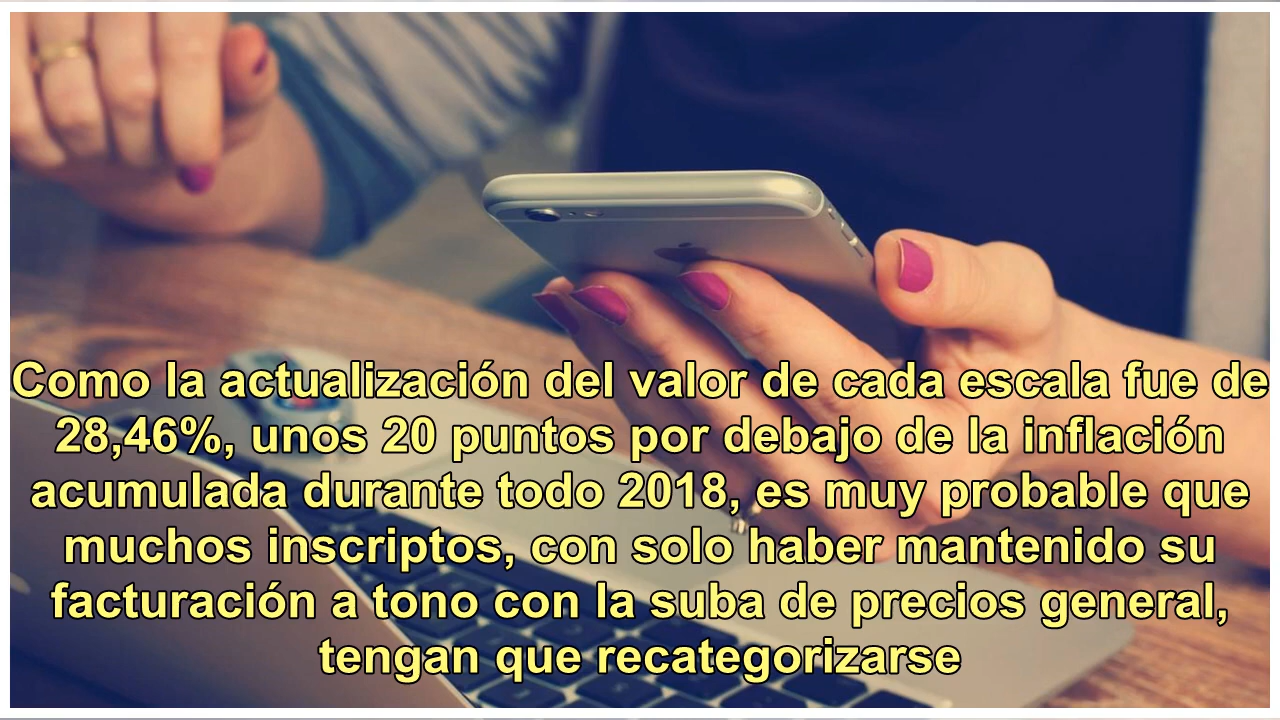 Como la actualización del valor de cada escala fue de
28,46%, unos 20 puntos por debajo de la inflación
acumulada durante todo 2018, es muy probable que
muchos inscriptos, con solo haber mantenido su
facturación a tono con la suba de precios general,
tengan que recategorizarse